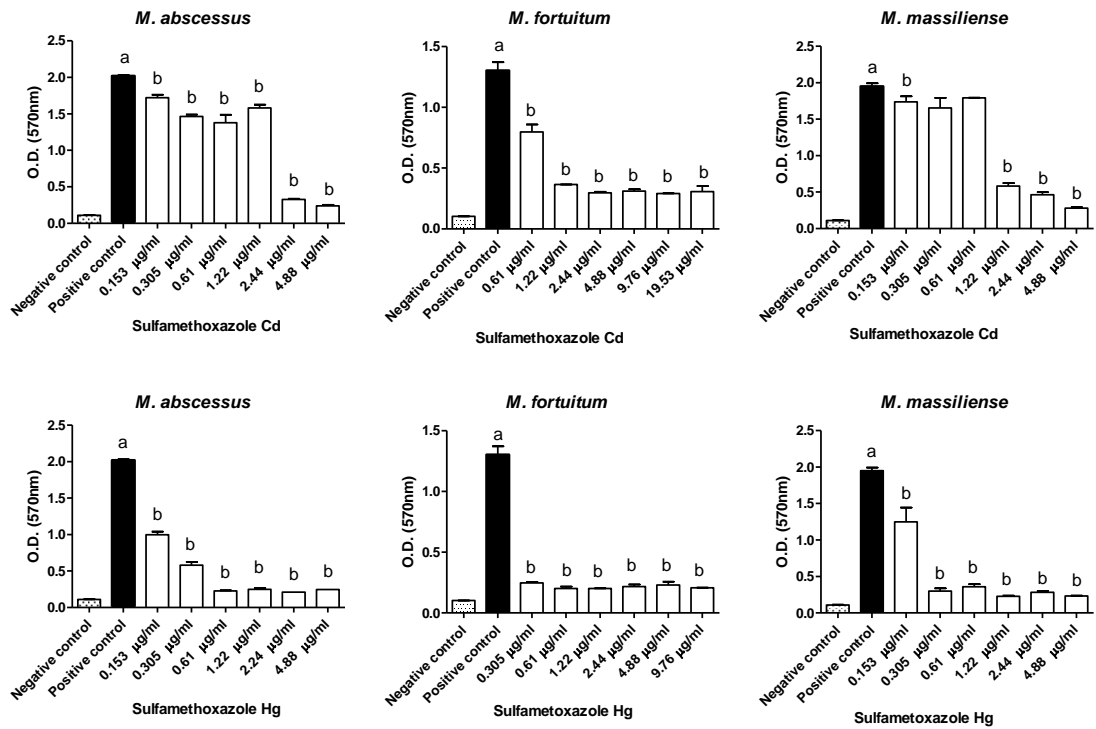 M. abscessus
2.5
2.0
1.5
1.0
0.5
0.0
O.D. (570nm)
a
b
b
b
b
b
b
Negative control
Positive control
0.153 µg/ml
0.305 µg/ml
0.61 µg/ml
1.22 µg/ml
2.44 µg/ml
4.88 µg/ml
Sulfamethoxazole Cd
M. fortuitum
1.5
1.0
0.5
0.0
O.D. (570nm)
a
b
b
b
b
b
b
Negative control
Positive control
0.61 µg/ml
1.22 µg/ml
2.44 µg/ml
4.88 µg/ml
9.76 µg/ml
19.53 µg/ml
Sulfamethoxazole Cd
M. massiliense
2.5
2.0
1.5
1.0
0.5
0.0
O.D. (570nm)
a
b
b
b
b
Negative control
Positive control
0.153 µg/ml
0.305 µg/ml
0.61 µg/ml
1.22 µg/ml
2.44 µg/ml
4.88 µg/ml
Sulfamethoxazole Cd
M. abscessus
2.5
2.0
1.5
1.0
0.5
0.0
O.D. (570nm)
a
b
b
b
b
b
b
Negative control
Positive control
0.153 µg/ml
0.305 µg/ml
0.61 µg/ml
1.22 µg/ml
2.24 µg/ml
4.88 µg/ml
Sulfamethoxazole Hg
M. fortuitum
1.5
1.0
0.5
0.0
O.D. (570nm)
a
b
b
b
b
b
b
Negative control
Positive control
0.305 µg/ml
0.61 µg/ml
1.22 µg/ml
2.44 µg/ml
4.88 µg/ml
9.76 µg/ml
Sulfametoxazole Hg
M. massiliense
2.5
2.0
1.5
1.0
0.5
0.0
O.D. (570nm)
a
b
b
b
b
b
b
Negative control
Positive control
0.153 µg/ml
0.305 µg/ml
0.61 µg/ml
1.22 µg/ml
2.44 µg/ml
4.88 µg/ml
Sulfametoxazole Hg